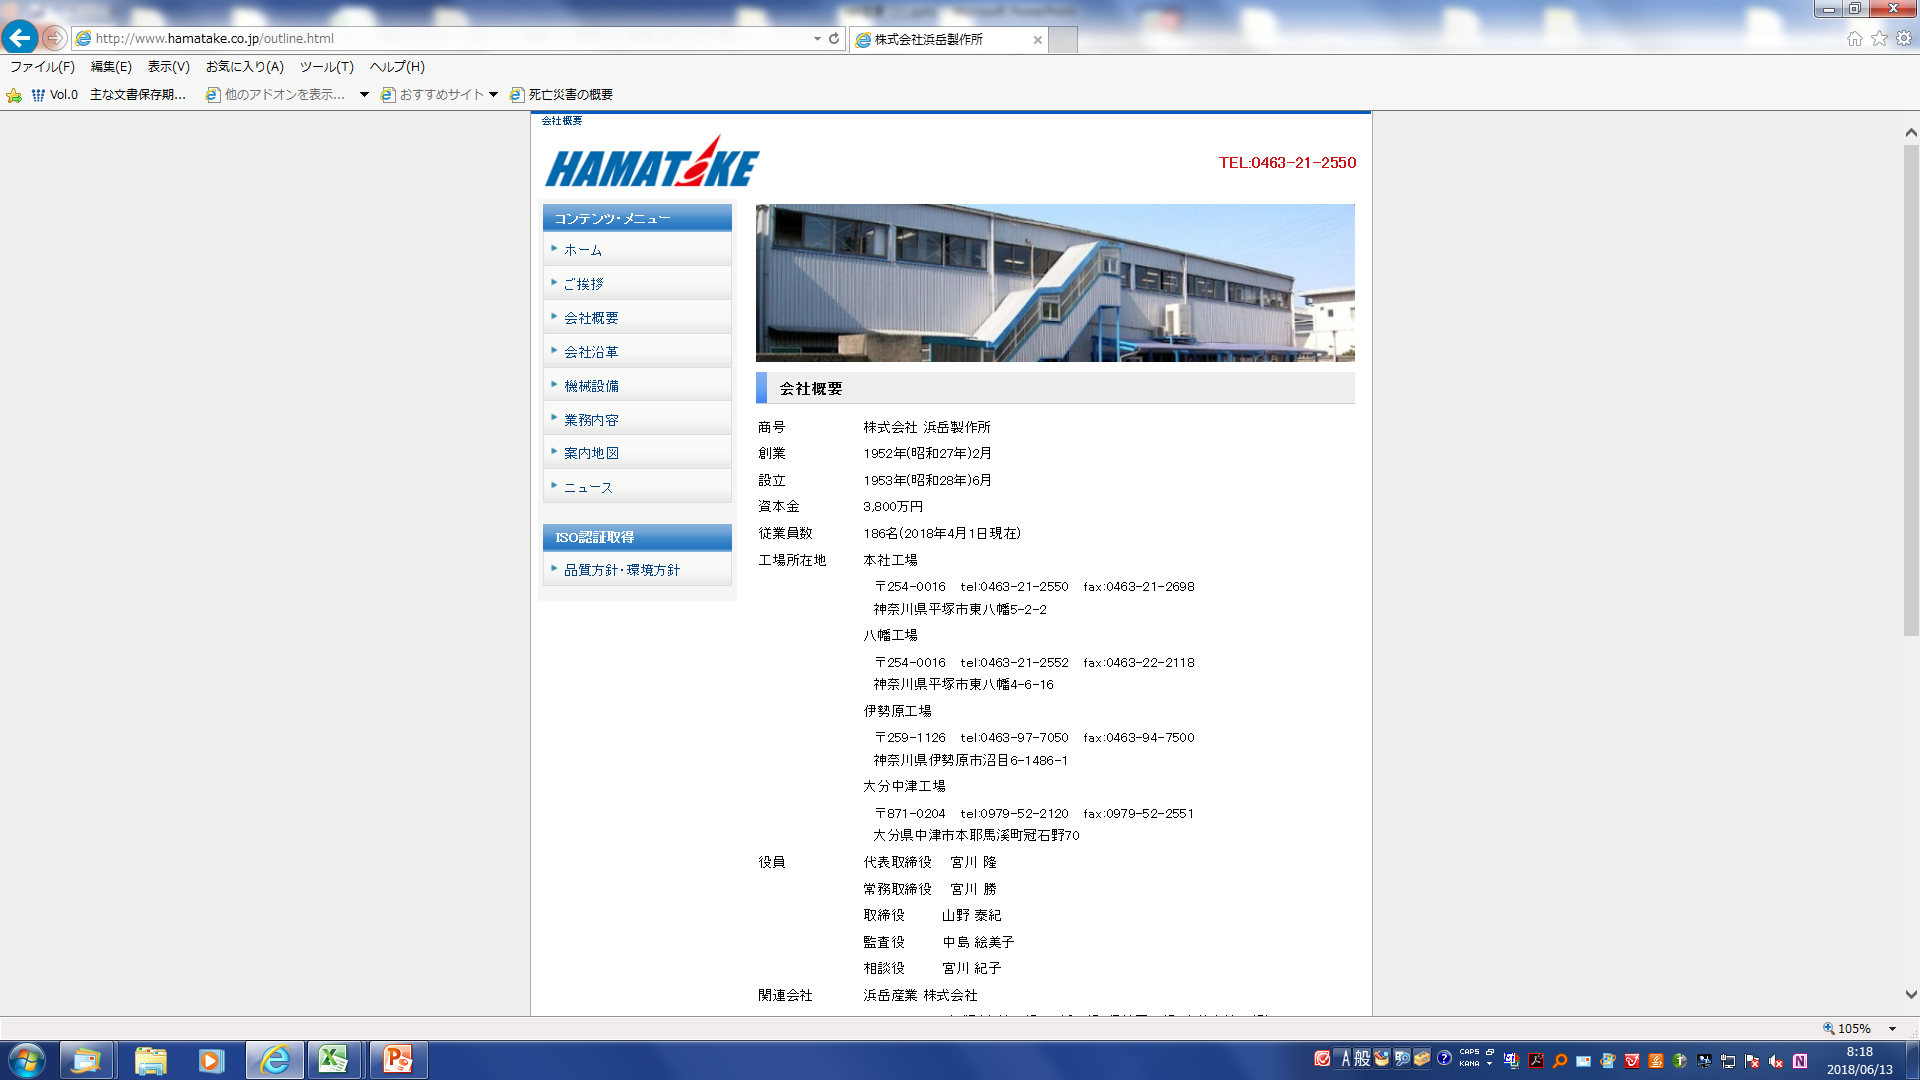 http://www.hamatake.co.jp/outline.html
株式会社浜岳製作所
ファイル(F) 編集(E) 表示(V) お気に入り(A) ツール(T) ヘルプ(H)
Vol.0 主な文書保存期... 他のアドオンを表示... おすすめサイト 死亡災害の概要
会社概要
HAMATAKE
TEL:0463-21-2550
コンテンツ・メニュー
ホーム
ご挨拶
会社概要
会社沿革
機械設備
業務内容
案内地図
ニュース
ISO認証取得
品質方針・環境方針
会社概要
商号 株式会社 浜岳製作所
創業 1952年(昭和27年)2月
設立 1953年(昭和28年)6月
資本金 3,800万円
従業員数 186名(2018年4月1日現在)
工場所在地 本社工場
〒254-0016 tel:0463-21-2550 fax:0463-21-2698
神奈川県平塚市東八幡5-2-2
八幡工場
〒254-0016 tel:0463-21-2552 fax:0463-22-2118
神奈川県平塚市東八幡4-6-16
伊勢原工場
〒259-1126 tel:0463-97-7050 fax:0463-94-7500
神奈川県伊勢原市沼目6-1486-1
大分中津工場
〒871-0204 tel:0979-52-2120 fax:0979-52-2551
大分県中津市本耶馬溪町冠石野70
役員 代表取締役 宮川 隆
常務取締役 宮川 勝
取締役 山野 泰紀
監査役 中島 絵美子
相談役 宮川 紀子
関連会社 浜岳産業 株式会社
105%
A 般 CAPS KANA
8:18
2018/06/13